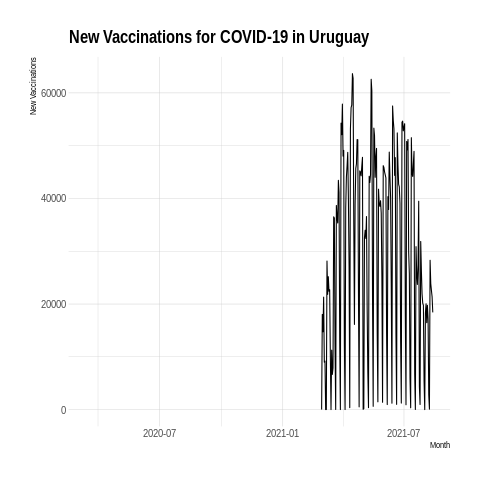 New Vaccinations for COVID-19 in Uruguay
New Vaccinations
60000
40000
20000
0
2020-07
2021-01
2021-07
Month